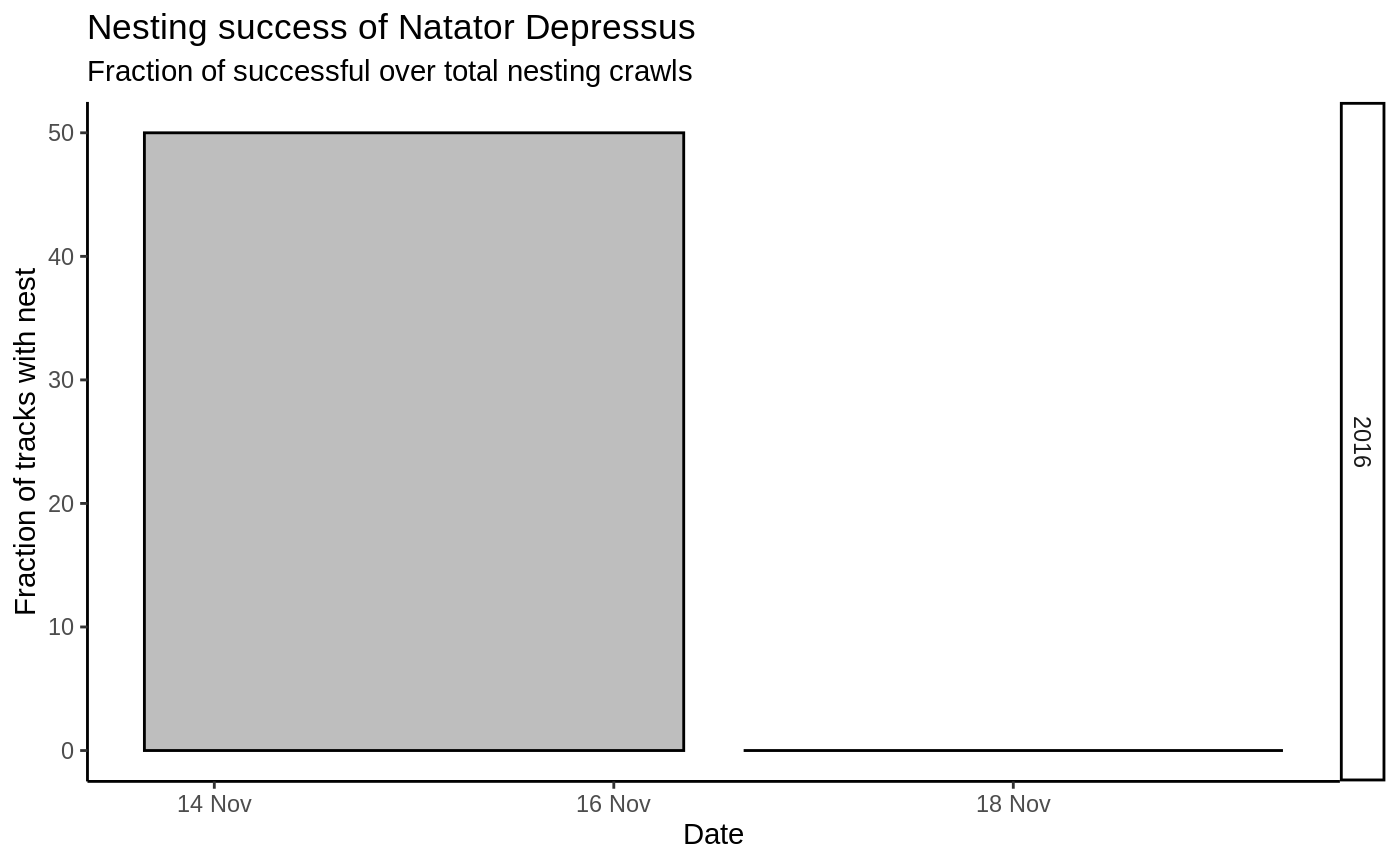 Nesting success of Natator Depressus
Fraction of successful over total nesting crawls
Fraction of tracks with nest
50
40
30
20
10
0
14 Nov
16 Nov
18 Nov
Date
2016